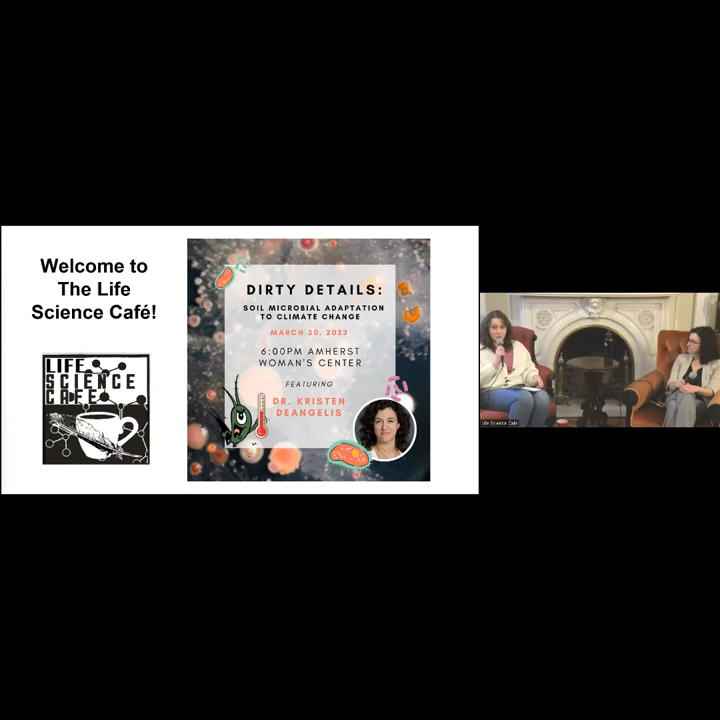 Welcome to
The Life
Science Café!
LIFE
SCIENCE
CAFE
DIRTY DETAILS:
SOIL MICROBIAL ADAPTATION
TO CLIMATE CHANGE
MARCH 30, 2023
6:00PM AMHERST
WOMAN'S CENTER
FEATURING
DR. KRISTEN
DEANGELIS
Life Science Cafe